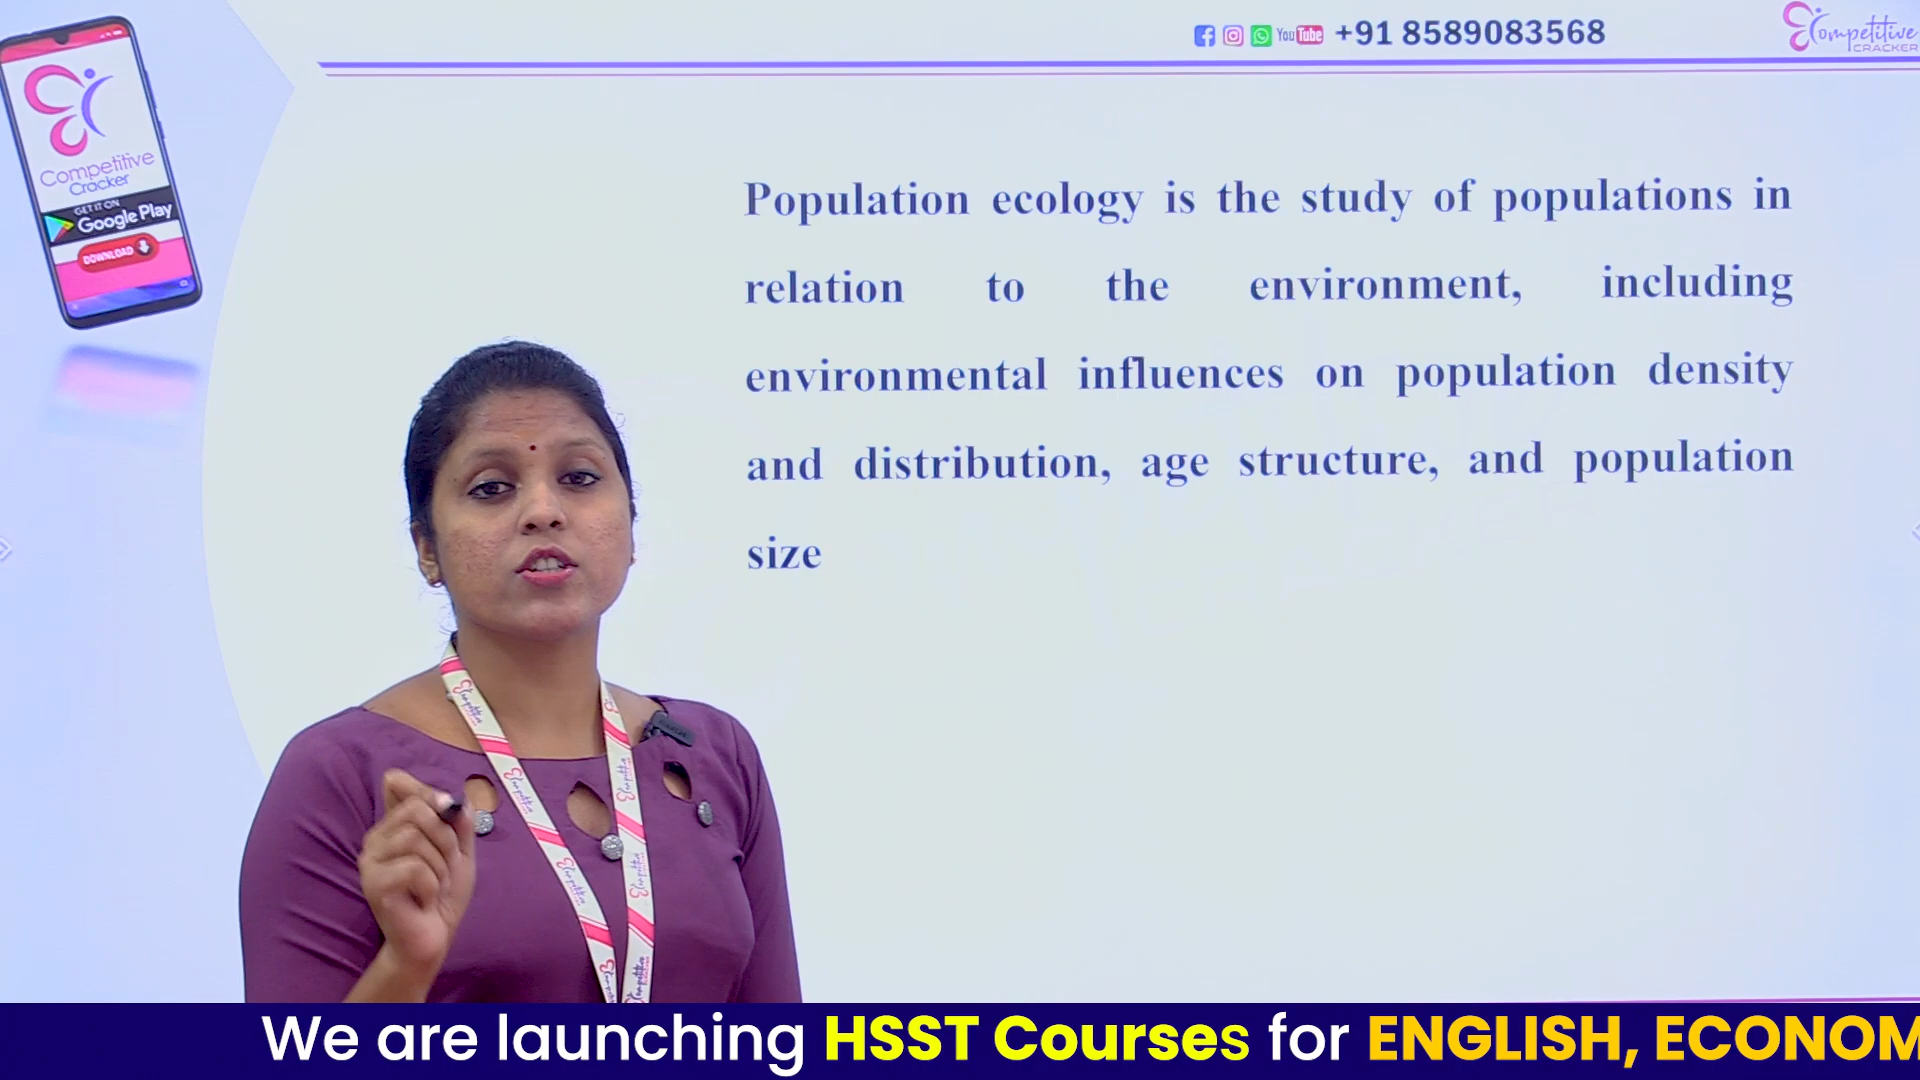 YouTube +91 8589083568
Competitive
CRACKER
Competitive
Cracker
GET IT ON
Google Play
DOWNLOAD
Population ecology is the study of populations in
relation to the environment, including
environmental influences on population density
and distribution, age structure, and population
size
We are launching HSST Courses for ENGLISH, ECONOM